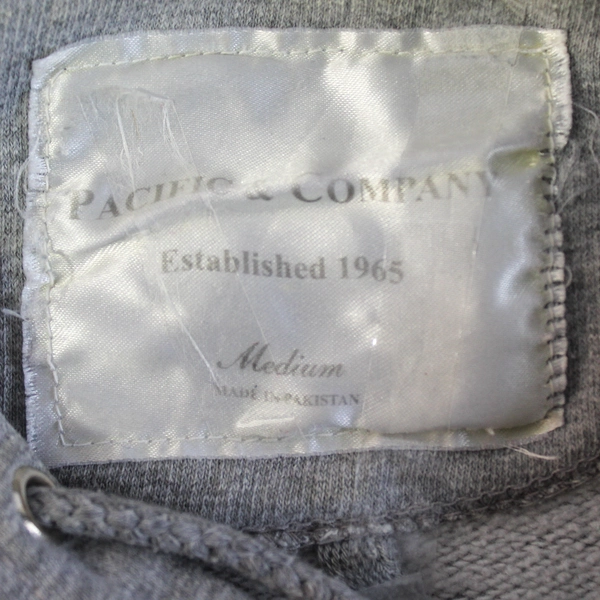 PACIFIC & COMPANY
Established 1965
Medium
MADE IN PAKISTAN